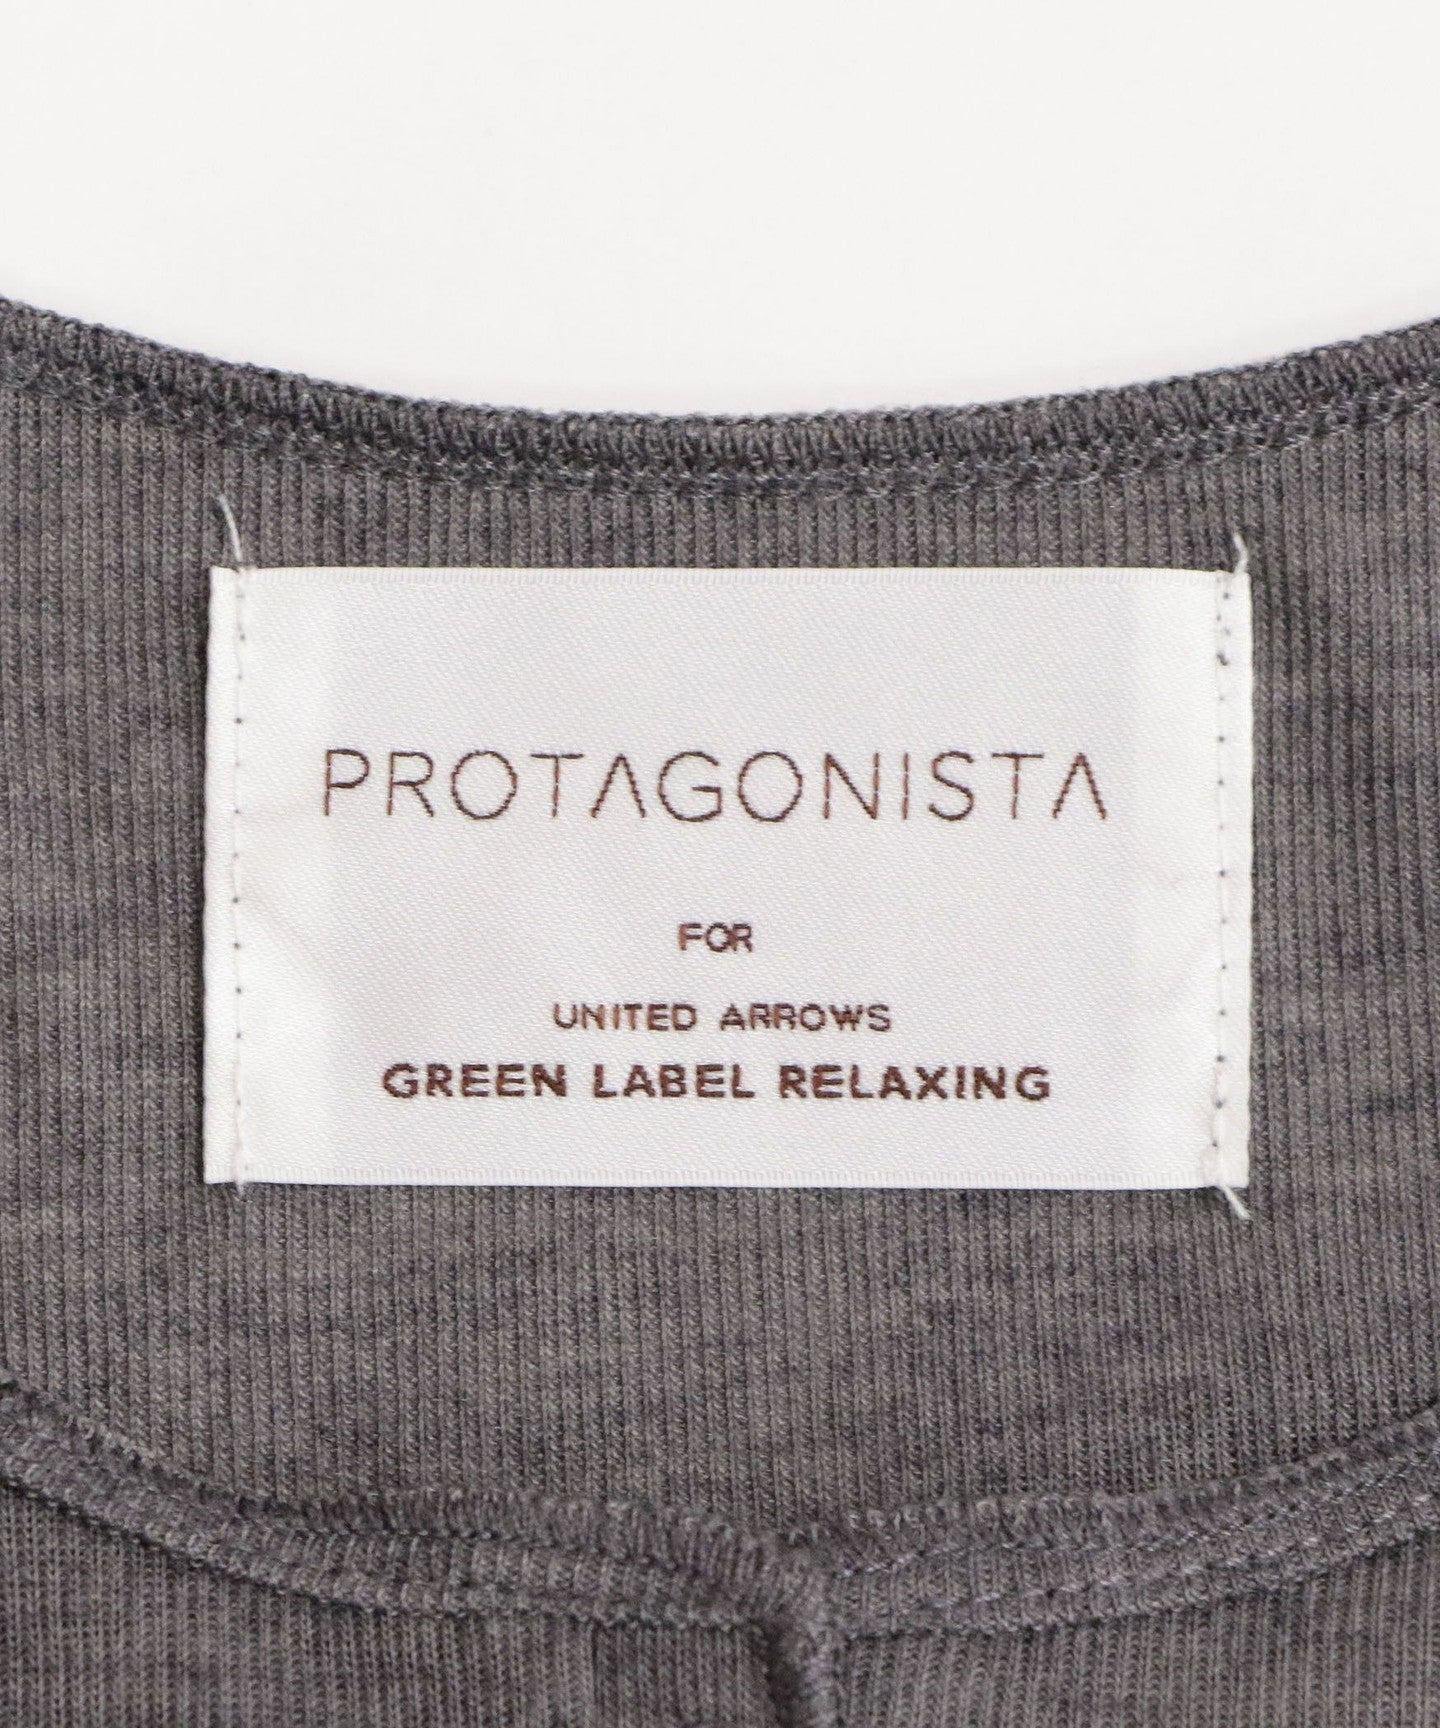 PROTAGONISTA
FOR
UNITED ARROWS
GREEN LABEL RELAXING